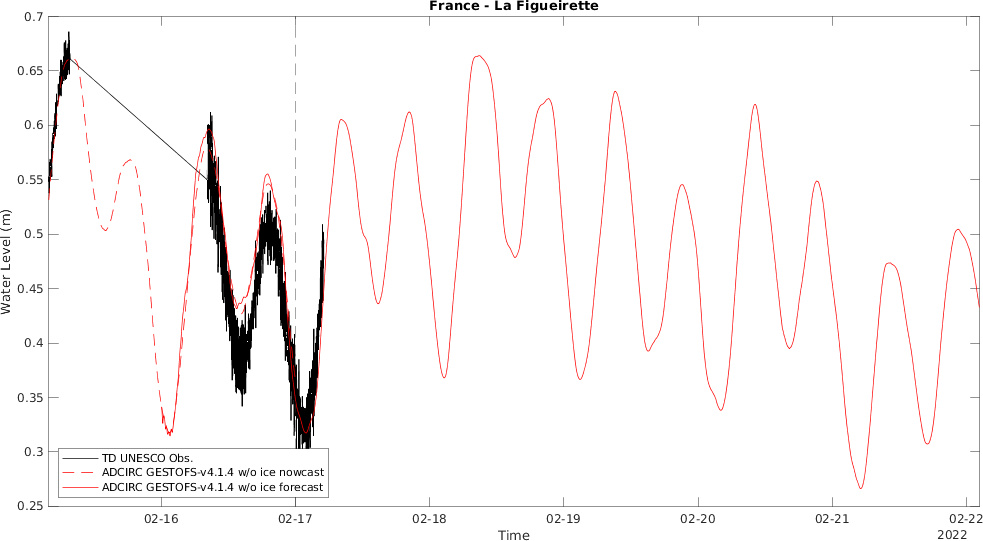 France - La Figueirette
0.7
0.65
0.6
0.55
0.5
0.45
0.4
0.35
0.3
0.25
Water Level (m)
TD UNESCO Obs.
ADCIRC GESTOFS-v4.1.4 w/o ice nowcast
ADCIRC GESTOFS-v4.1.4 w/o ice forecast
02-16 02-17 02-18 02-19 02-20 02-21 02-22
Time
2022